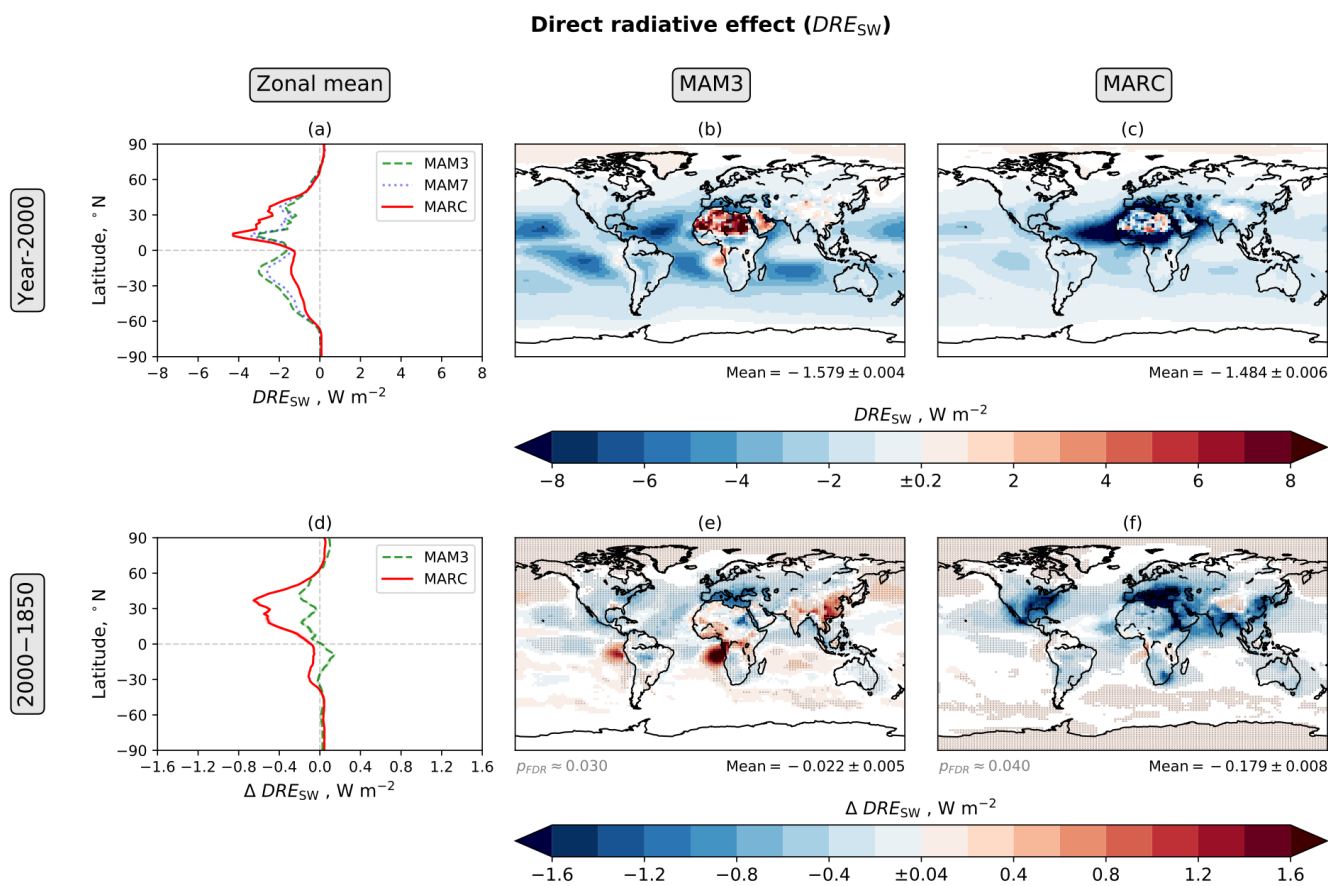 Direct radiative effect (DRE_SW)
Zonal mean
MAM3
MARC
Year-2000
(a)
90
60
30
0
−30
−60
−90
Latitude, ° N
MAM3
MAM7
MARC
−8 −6 −4 −2 0 2 4 6 8
DRE_SW , W m⁻²
(b)
Mean = −1.579 ± 0.004
(c)
Mean = −1.484 ± 0.006
DRE_SW , W m⁻²
−8 −6 −4 −2 ±0.2 2 4 6 8
2000−1850
(d)
90
60
30
0
−30
−60
−90
Latitude, ° N
MAM3
MARC
−1.6 −1.2 −0.8 −0.4 0.0 0.4 0.8 1.2 1.6
Δ DRE_SW , W m⁻²
(e)
p_FDR ≈ 0.030
Mean = −0.022 ± 0.005
(f)
p_FDR ≈ 0.040
Mean = −0.179 ± 0.008
Δ DRE_SW , W m⁻²
−1.6 −1.2 −0.8 −0.4 ±0.04 0.4 0.8 1.2 1.6